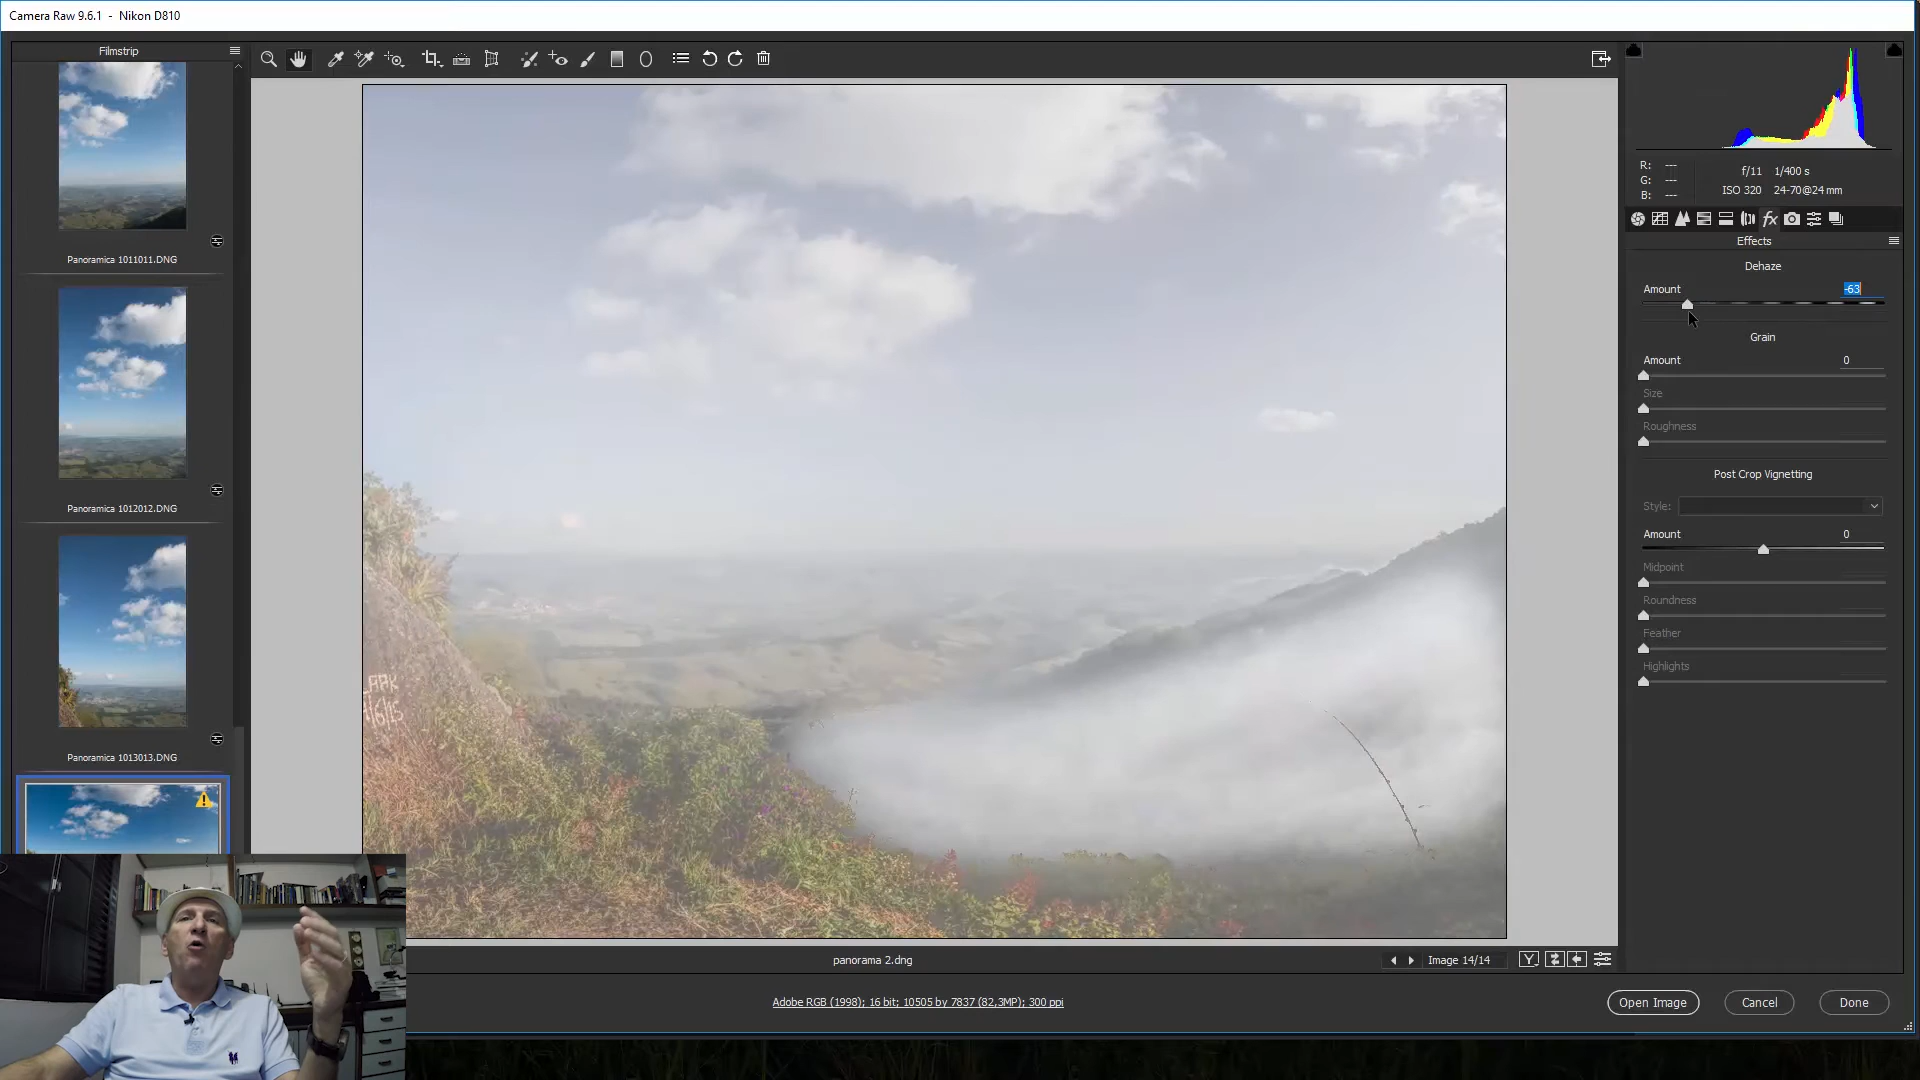 Camera Raw 9.6.1 - Nikon D810
Filmstrip
Panoramica 1011011.DNG
Panoramica 1012012.DNG
Panoramica 1013013.DNG
R: ---
G: ---
B: ---
f/11 1/400 s
ISO 320 24-70@24 mm
fx
Effects
Dehaze
Amount -63
Grain
Amount 0
Size
Roughness
Post Crop Vignetting
Style:
Amount 0
Midpoint
Roundness
Feather
Highlights
panorama 2.dng
Image 14/14
Y
Adobe RGB (1998); 16 bit; 10505 by 7837 (82,3MP); 300 ppi
Open Image
Cancel
Done